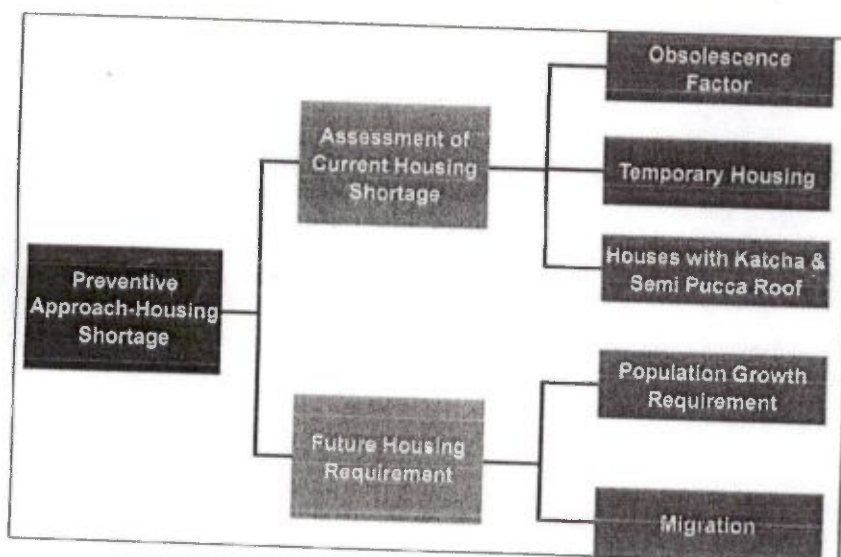 Preventive
Approach-Housing
Shortage
Assessment of
Current Housing
Shortage
Obsolescence
Factor
Temporary Housing
Houses with Katcha &
Semi Pucca Roof
Future Housing
Requirement
Population Growth
Requirement
Migration